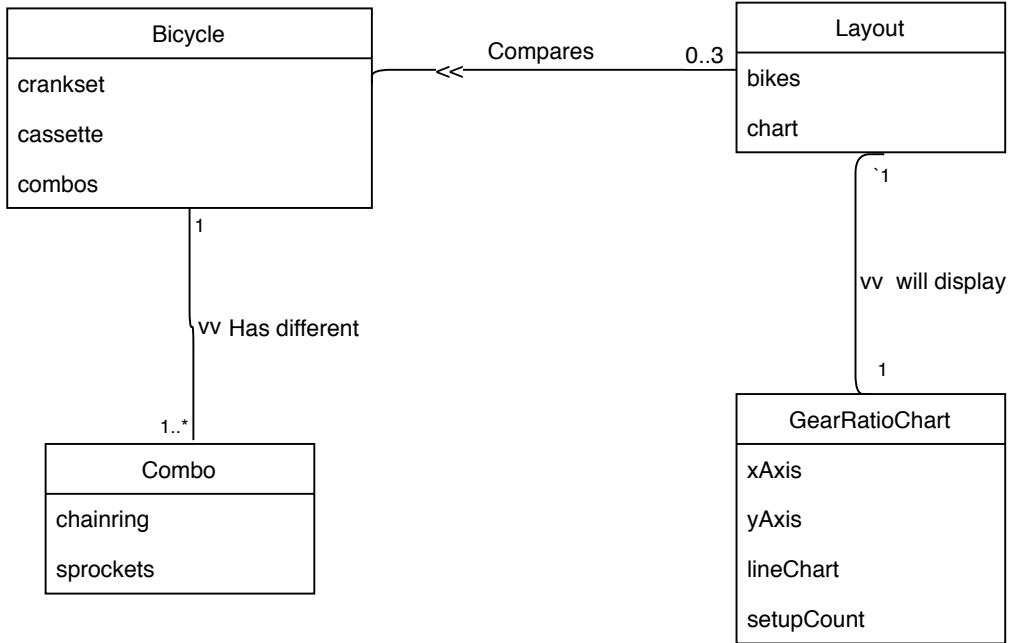 Bicycle
crankset
cassette
combos
<<
Compares
0..3
Layout
bikes
chart
1
vv Has different
1..*
Combo
chainring
sprockets
`1
vv will display
1
GearRatioChart
xAxis
yAxis
lineChart
setupCount